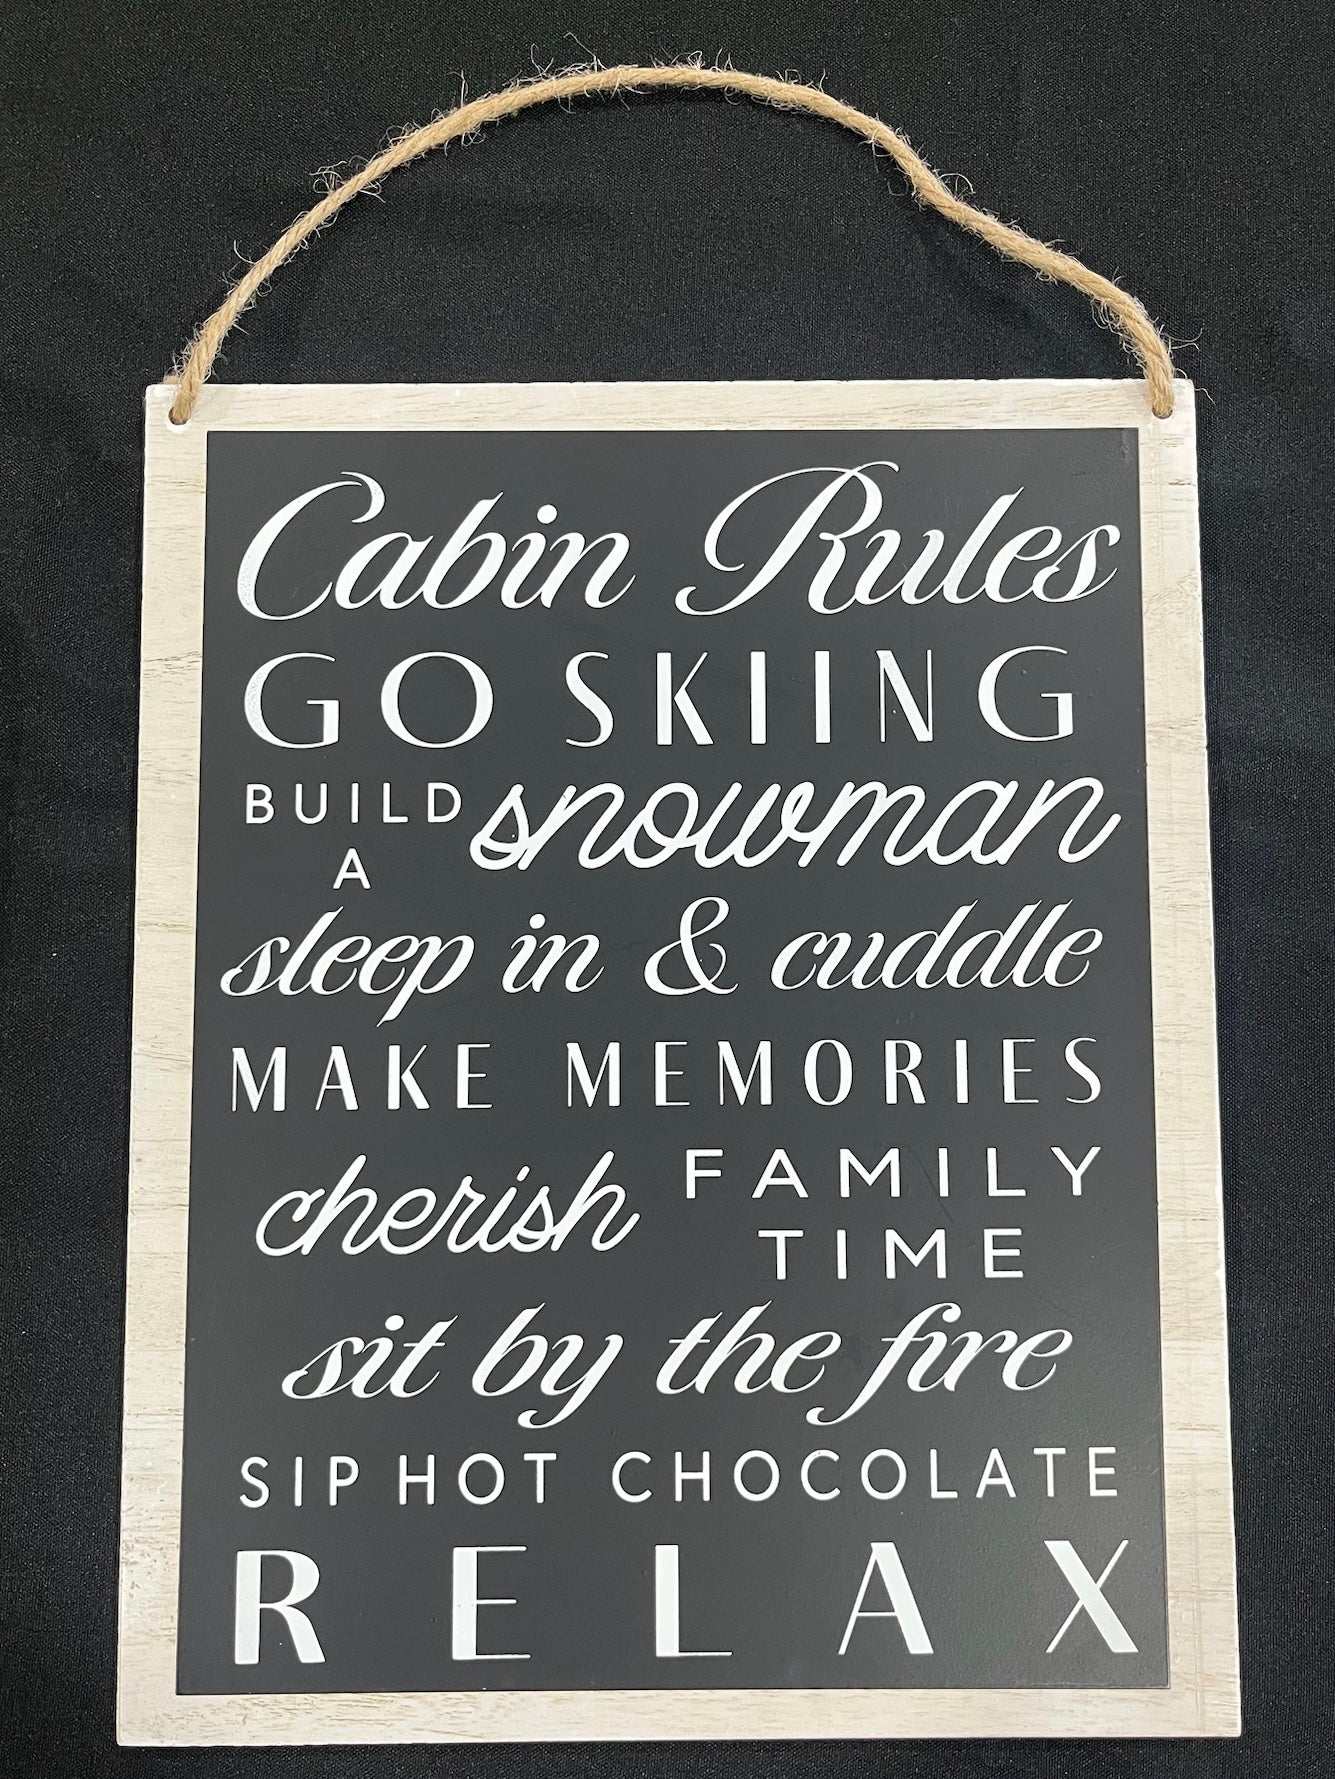 Cabin Rules
GO SKIING
BUILD A snowman
sleep in & cuddle
MAKE MEMORIES
cherish FAMILY TIME
sit by the fire
SIP HOT CHOCOLATE
RELAX